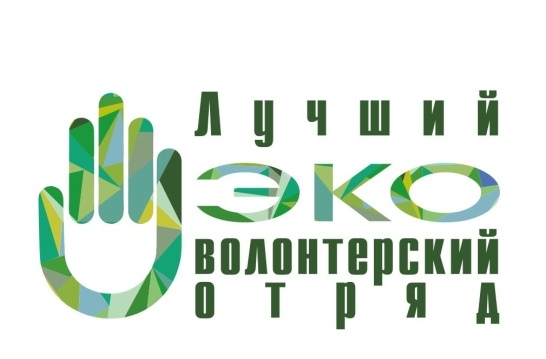 Лучший
ЭКО
волонтерский
отряд